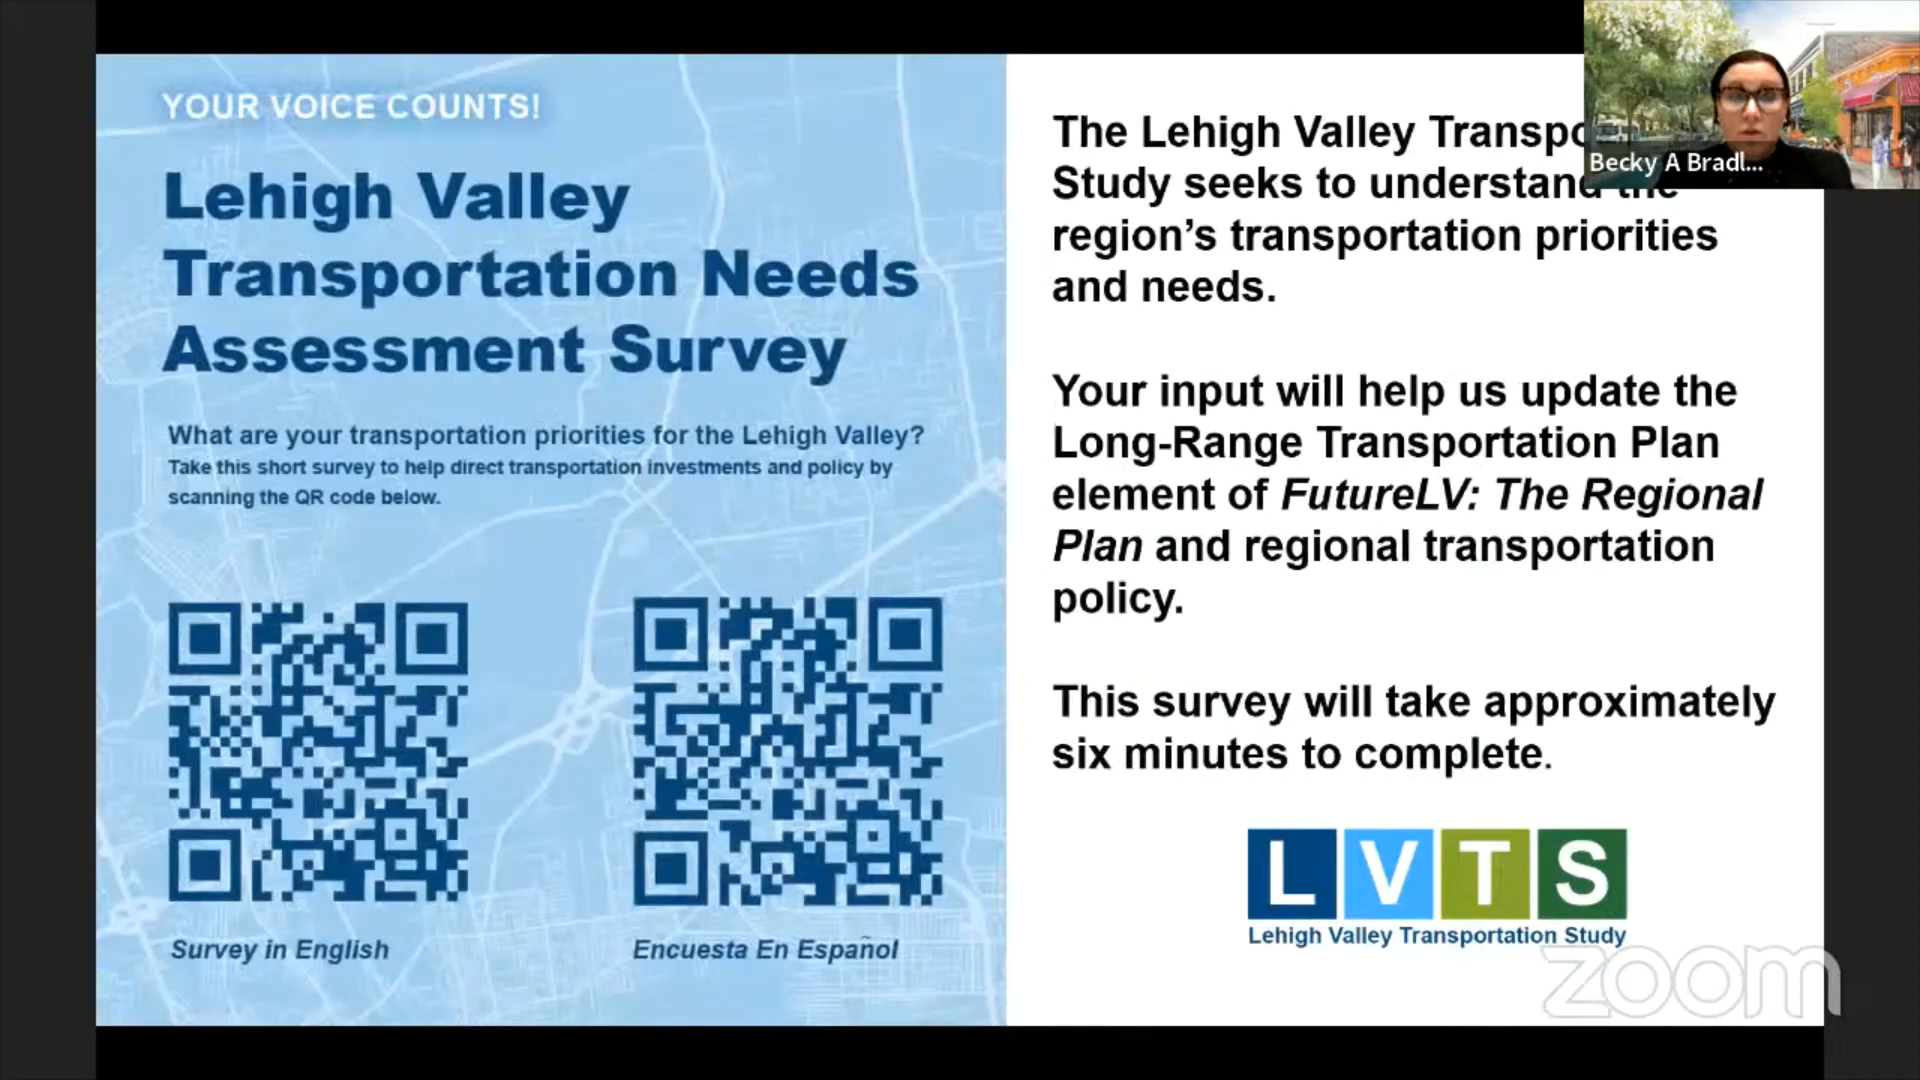 YOUR VOICE COUNTS!
Lehigh Valley
Transportation Needs
Assessment Survey
What are your transportation priorities for the Lehigh Valley?
Take this short survey to help direct transportation investments and policy by
scanning the QR code below.
Survey in English
Encuesta En Español
The Lehigh Valley
Study seeks to understand the
region's transportation priorities
and needs.
Your input will help us update the
Long-Range Transportation Plan
element of FutureLV: The Regional
Plan and regional transportation
policy.
This survey will take approximately
six minutes to complete.
L V T S
Lehigh Valley Transportation Study
Becky A Bradl...
zoom